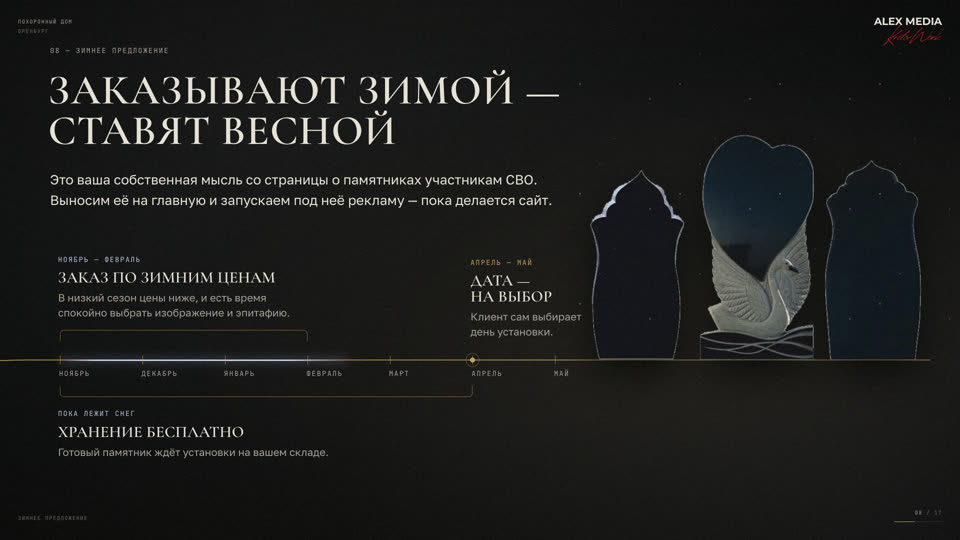 ПОХОРОННЫЙ ДОМ
ОРЕНБУРГ
ALEX MEDIA
08 — ЗИМНЕЕ ПРЕДЛОЖЕНИЕ
ЗАКАЗЫВАЮТ ЗИМОЙ —
СТАВЯТ ВЕСНОЙ
Это ваша собственная мысль со страницы о памятниках участникам СВО.
Выносим её на главную и запускаем под неё рекламу — пока делается сайт.
НОЯБРЬ — ФЕВРАЛЬ
ЗАКАЗ ПО ЗИМНИМ ЦЕНАМ
В низкий сезон цены ниже, и есть время
спокойно выбрать изображение и эпитафию.
АПРЕЛЬ — МАЙ
ДАТА —
НА ВЫБОР
Клиент сам выбирает
день установки.
НОЯБРЬ ДЕКАБРЬ ЯНВАРЬ ФЕВРАЛЬ МАРТ АПРЕЛЬ МАЙ
ПОКА ЛЕЖИТ СНЕГ
ХРАНЕНИЕ БЕСПЛАТНО
Готовый памятник ждёт установки на вашем складе.
ЗИМНЕЕ ПРЕДЛОЖЕНИЕ
08 / 17